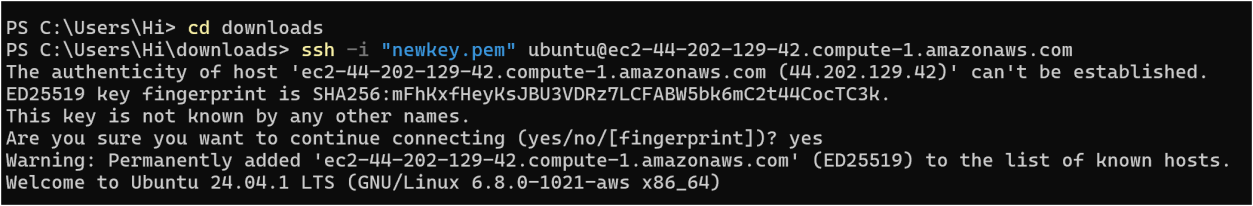 PS C:\Users\Hi> cd downloads
PS C:\Users\Hi\downloads> ssh -i "newkey.pem" ubuntu@ec2-44-202-129-42.compute-1.amazonaws.com
The authenticity of host 'ec2-44-202-129-42.compute-1.amazonaws.com (44.202.129.42)' can't be established.
ED25519 key fingerprint is SHA256:mFhKxfHeyKsJBU3VDRz7LCFABW5bk6mC2t44CocTC3k.
This key is not known by any other names.
Are you sure you want to continue connecting (yes/no/[fingerprint])? yes
Warning: Permanently added 'ec2-44-202-129-42.compute-1.amazonaws.com' (ED25519) to the list of known hosts.
Welcome to Ubuntu 24.04.1 LTS (GNU/Linux 6.8.0-1021-aws x86_64)